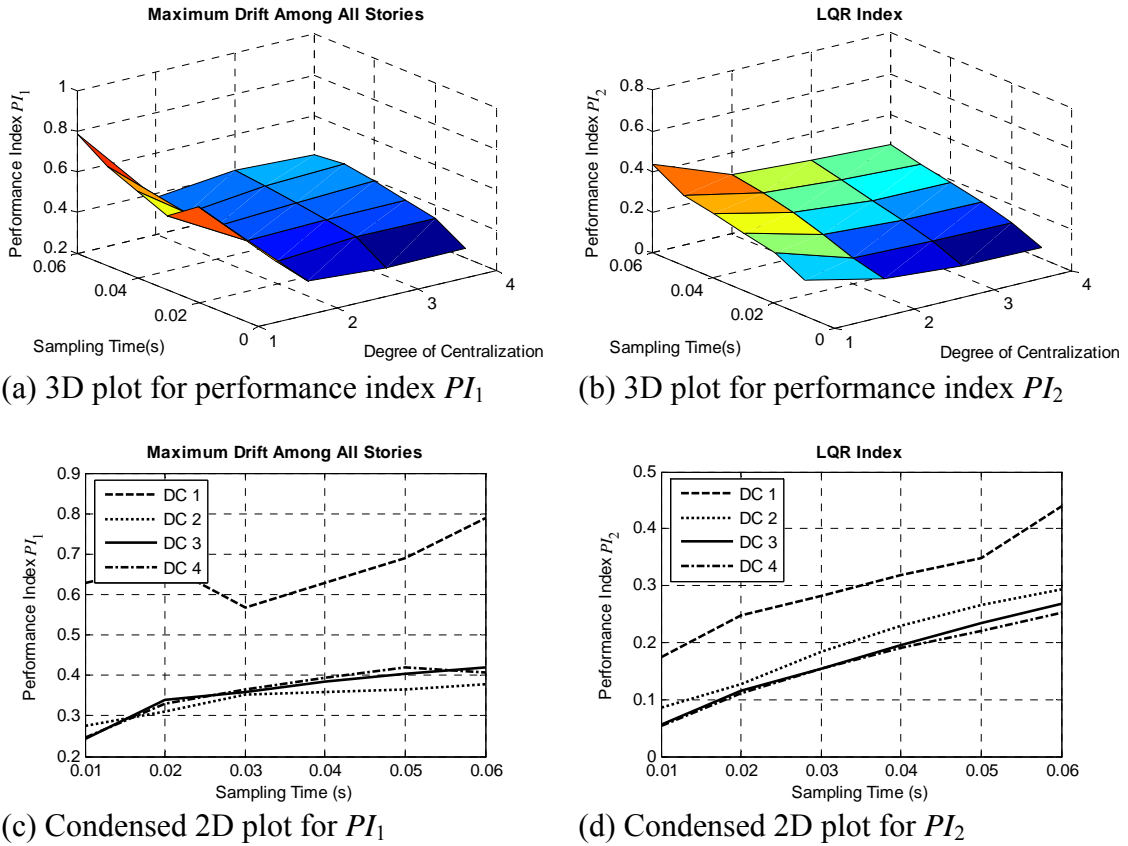 Maximum Drift Among All Stories
Performance Index PI1
1
0.8
0.6
0.4
0.2
0.06
0.04
0.02
0
Sampling Time(s)
1
2
3
4
Degree of Centralization
(a) 3D plot for performance index PI1
LQR Index
Performance Index PI2
0.8
0.6
0.4
0.2
0
0.06
0.04
0.02
0
Sampling Time(s)
1
2
3
4
Degree of Centralization
(b) 3D plot for performance index PI2
Maximum Drift Among All Stories
Performance Index PI1
0.9
0.8
0.7
0.6
0.5
0.4
0.3
0.2
DC 1
DC 2
DC 3
DC 4
0.01 0.02 0.03 0.04 0.05 0.06
Sampling Time (s)
(c) Condensed 2D plot for PI1
LQR Index
Performance Index PI2
0.5
0.4
0.3
0.2
0.1
0
DC 1
DC 2
DC 3
DC 4
0.01 0.02 0.03 0.04 0.05 0.06
Sampling Time (s)
(d) Condensed 2D plot for PI2